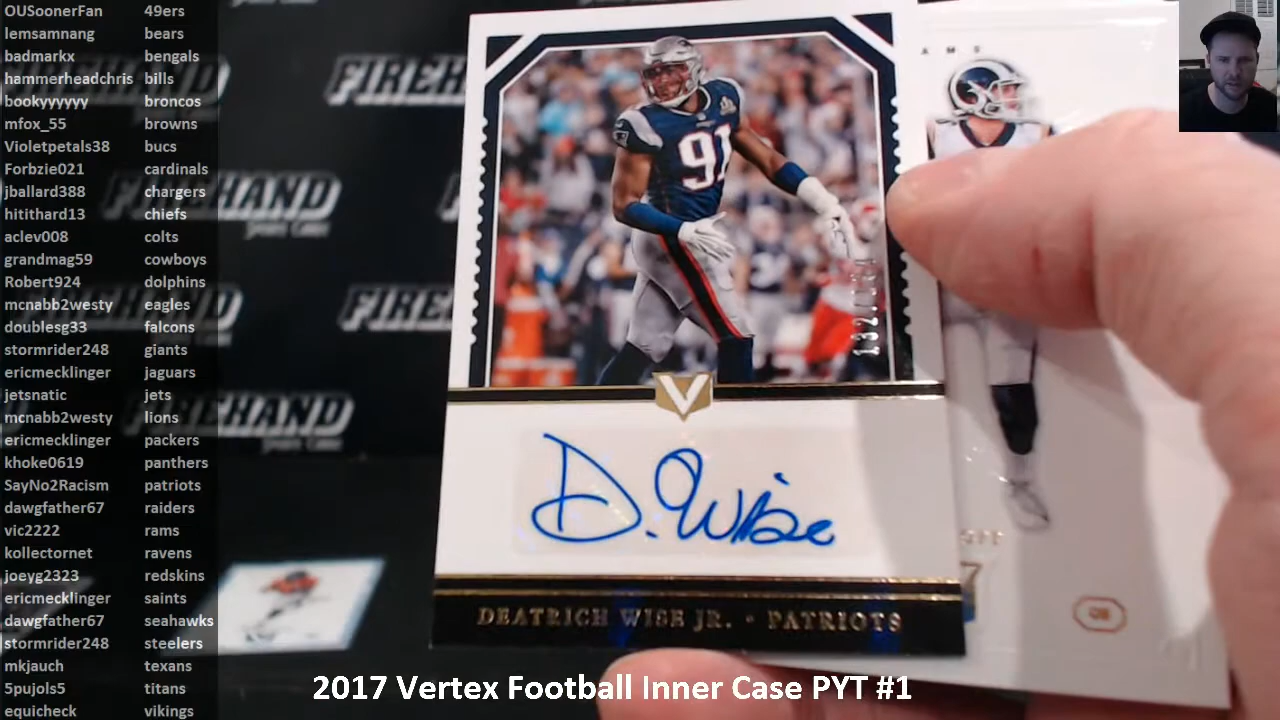 OUSoonerFan 49ers
lemsamnang bears
badmarkx bengals
hammerheadchris bills
bookyyyyyy broncos
mfox_55 browns
Violetpetals38 bucs
Forbzie021 cardinals
jballard388 chargers
hitithard13 chiefs
aclev008 colts
grandmag59 cowboys
Robert924 dolphins
mcnabb2westy eagles
doublesg33 falcons
stormrider248 giants
ericmecklinger jaguars
jetsnatic jets
mcnabb2westy lions
ericmecklinger packers
khoke0619 panthers
SayNo2Racism patriots
dawgfather67 raiders
vic2222 rams
kollectornet ravens
joeyg2323 redskins
ericmecklinger saints
dawgfather67 seahawks
stormrider248 steelers
mkjauch texans
5pujols5 titans
equicheck vikings
FIREHAND
FIREHAND
FIREHAND
FIREHAND
91
V
D. Wise
DEATRICH WISE JR. • PATRIOTS
AMS
2017 Vertex Football Inner Case PYT #1